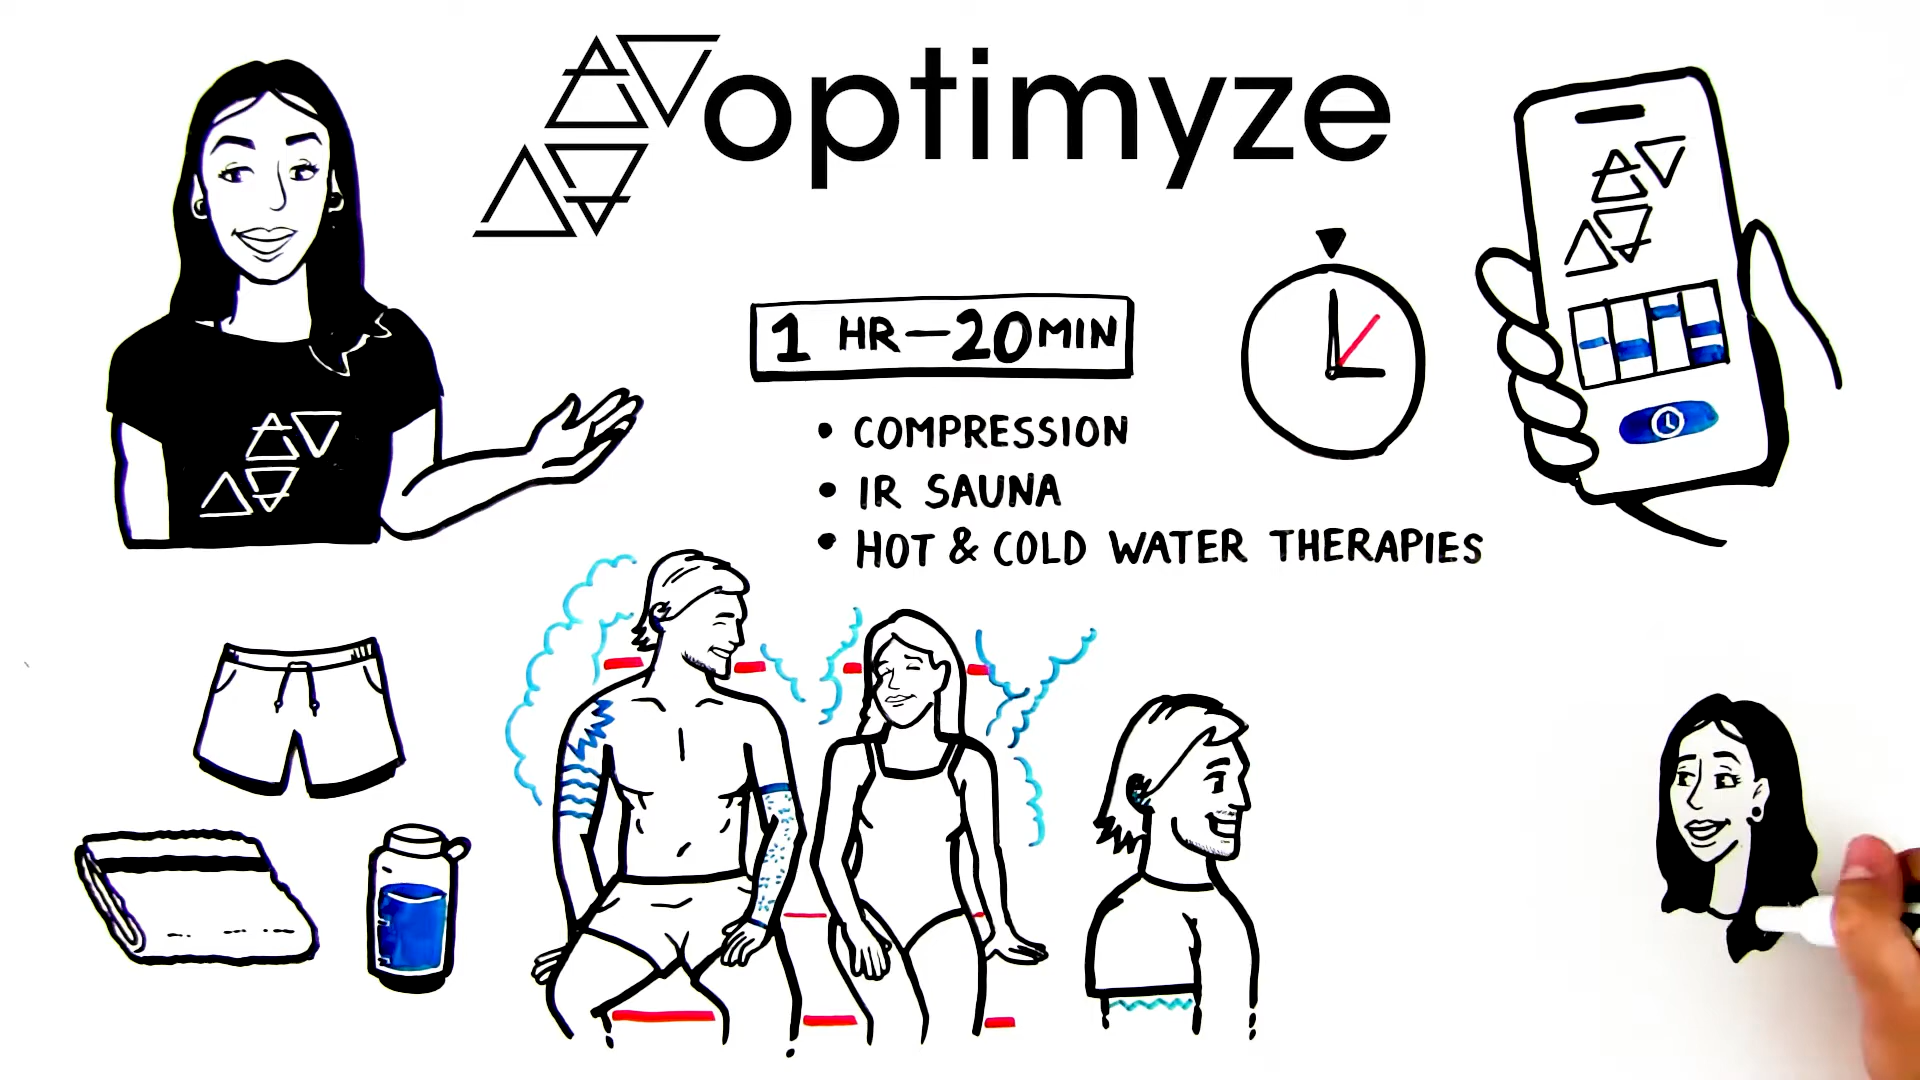 optimyze
1 HR—20MIN
• COMPRESSION
• IR SAUNA
• HOT & COLD WATER THERAPIES